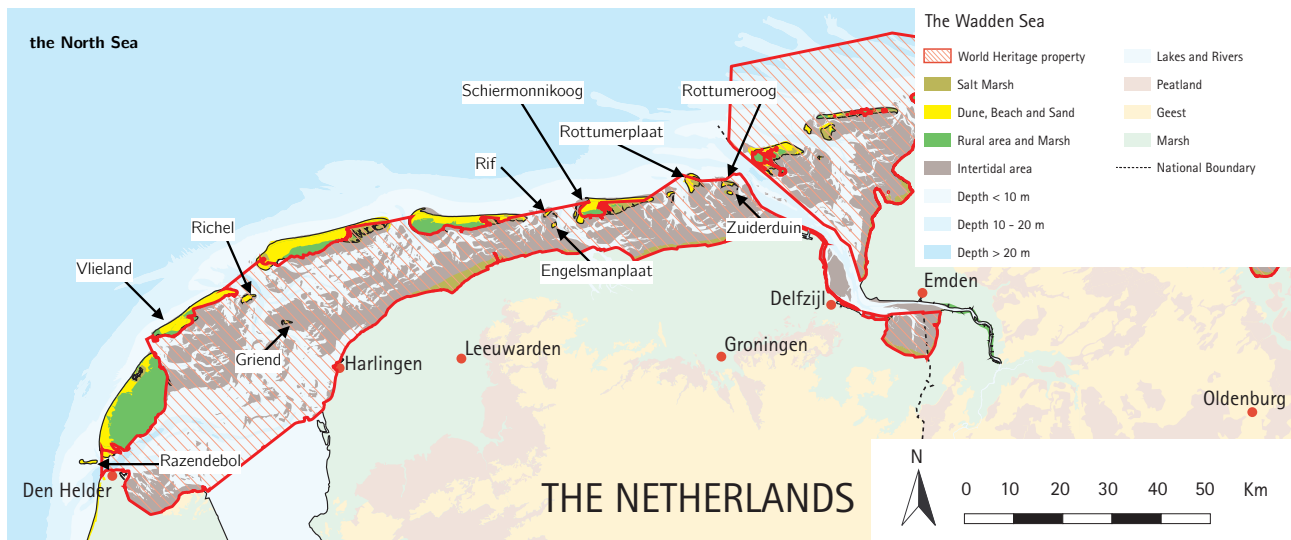 the North Sea
Schiermonnikoog
Rottumeroog
Rottumerplaat
Rif
Richel
Zuiderduin
Vlieland
Engelsmanplaat
Griend
Emden
Delfzijl
Harlingen
Leeuwarden
Groningen
Oldenburg
Razendebol
Den Helder
THE NETHERLANDS
The Wadden Sea
World Heritage property
Salt Marsh
Dune, Beach and Sand
Rural area and Marsh
Intertidal area
Depth < 10 m
Depth 10 - 20 m
Depth > 20 m
Lakes and Rivers
Peatland
Geest
Marsh
National Boundary
N
0 10 20 30 40 50 Km